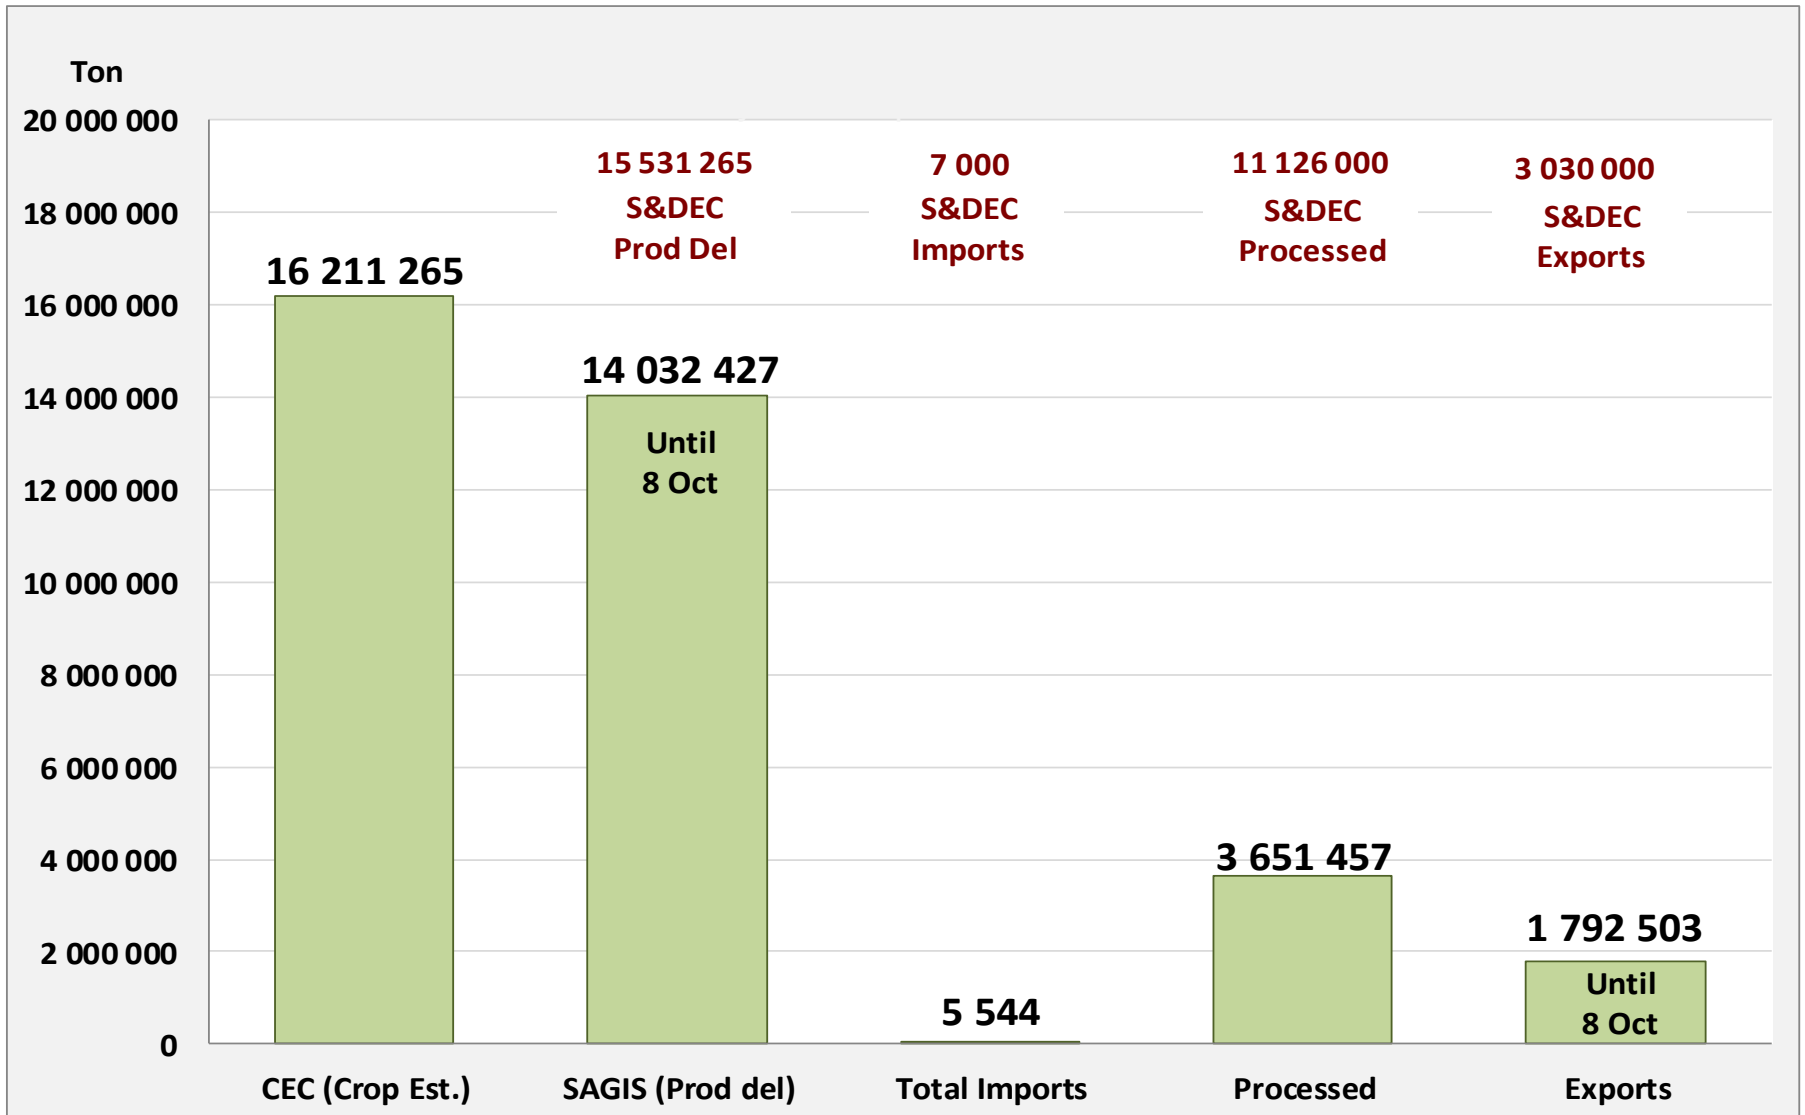 Ton
20 000 000
18 000 000
16 000 000
14 000 000
12 000 000
10 000 000
8 000 000
6 000 000
4 000 000
2 000 000
0
15 531 265
S&DEC
Prod Del
7 000
S&DEC
Imports
11 126 000
S&DEC
Processed
3 030 000
S&DEC
Exports
16 211 265
14 032 427
Until
8 Oct
5 544
3 651 457
1 792 503
Until
8 Oct
CEC (Crop Est.)
SAGIS (Prod del)
Total Imports
Processed
Exports